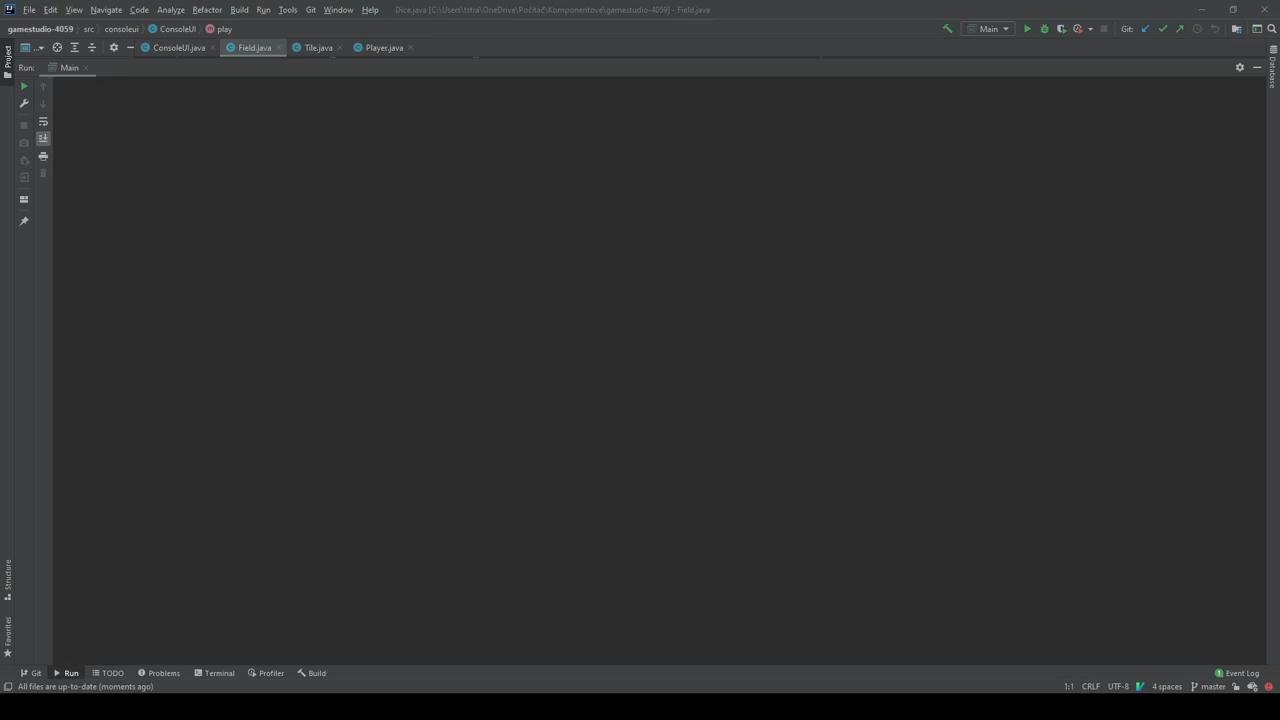 File Edit View Navigate Code Analyze Refactor Build Run Tools Git Window Help Dice.java [C:\Users\tstra\OneDrive\Počítač\Komponentove\gamestudio-4059] - Field.java
gamestudio-4059 src consoleui ConsoleUI play Main Git:
... ConsoleUI.java Field.java Tile.java Player.java
Project
Database
Run: Main
Structure
Favorites
Git Run TODO Problems Terminal Profiler Build 1 Event Log
All files are up-to-date (moments ago) 1:1 CRLF UTF-8 4 spaces master